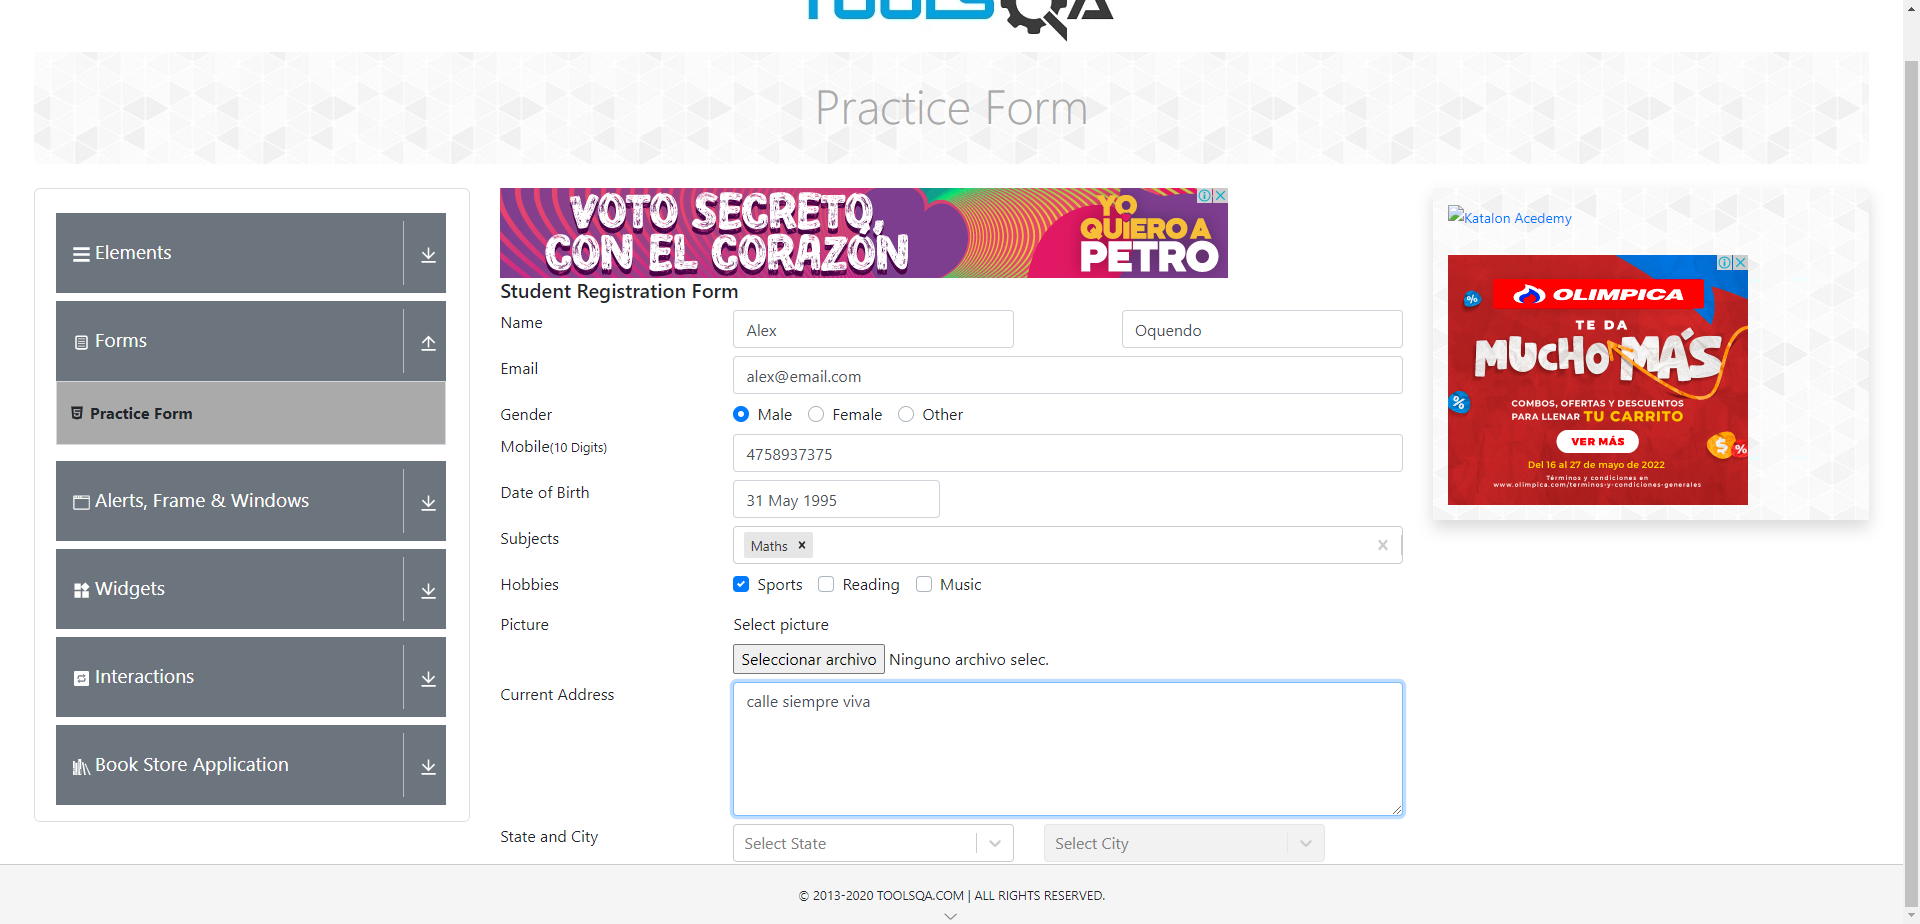 TOOLSQA
Practice Form
Elements
Forms
Practice Form
Alerts, Frame & Windows
Widgets
Interactions
Book Store Application
VOTO SECRETO,
CON EL CORAZÓN
YO
QUIERO A
PETRO
Student Registration Form
Name
Alex
Oquendo
Email
alex@email.com
Gender
Male
Female
Other
Mobile(10 Digits)
4758937375
Date of Birth
31 May 1995
Subjects
Maths
Hobbies
Sports
Reading
Music
Picture
Select picture
Seleccionar archivo Ninguno archivo selec.
Current Address
calle siempre viva
State and City
Select State
Select City
Katalon Acedemy
OLIMPICA
TE DA
MUCHO MÁS
COMBOS, OFERTAS Y DESCUENTOS
PARA LLENAR TU CARRITO
VER MÁS
Del 16 al 27 de mayo de 2022
Términos y condiciones en
www.olimpica.com/terminos-y-condiciones-generales
% % %
© 2013-2020 TOOLSQA.COM | ALL RIGHTS RESERVED.